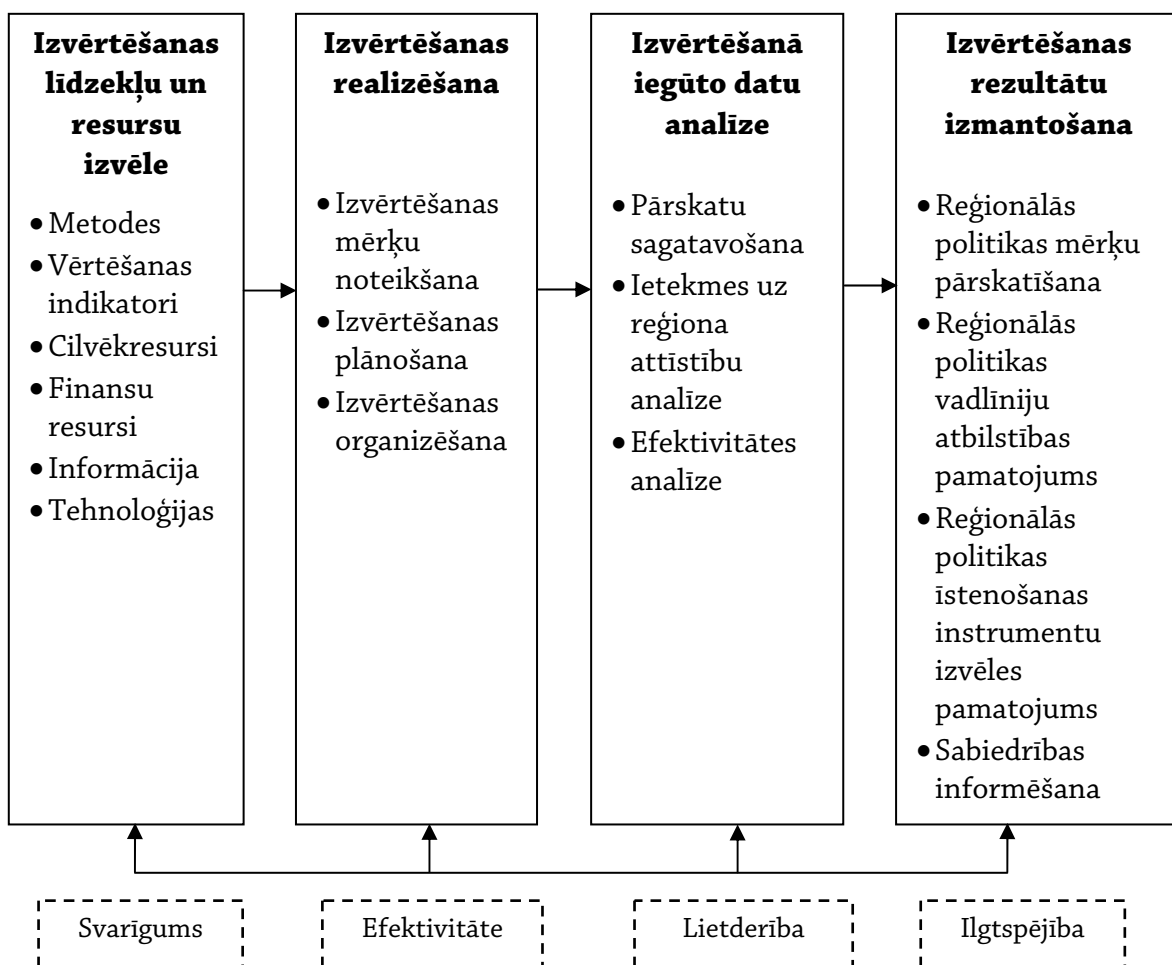 Izvērtēšanas
līdzekļu un
resursu
izvēle
• Metodes
• Vērtēšanas
indikatori
• Cilvēkresursi
• Finansu
resursi
• Informācija
• Tehnoloģijas
Izvērtēšanas
realizēšana
• Izvērtēšanas
mērķu
noteikšana
• Izvērtēšanas
plānošana
• Izvērtēšanas
organizēšana
Izvērtēšanā
iegūto datu
analīze
• Pārskatu
sagatavošana
• Ietekmes uz
reģiona
attīstību
analīze
• Efektivitātes
analīze
Izvērtēšanas
rezultātu
izmantošana
• Reģionālās
politikas mērķu
pārskatīšana
• Reģionālās
politikas
vadlīniju
atbilstības
pamatojums
• Reģionālās
politikas
īstenošanas
instrumentu
izvēles
pamatojums
• Sabiedrības
informēšana
Svarīgums
Efektivitāte
Lietderība
Ilgtspējība